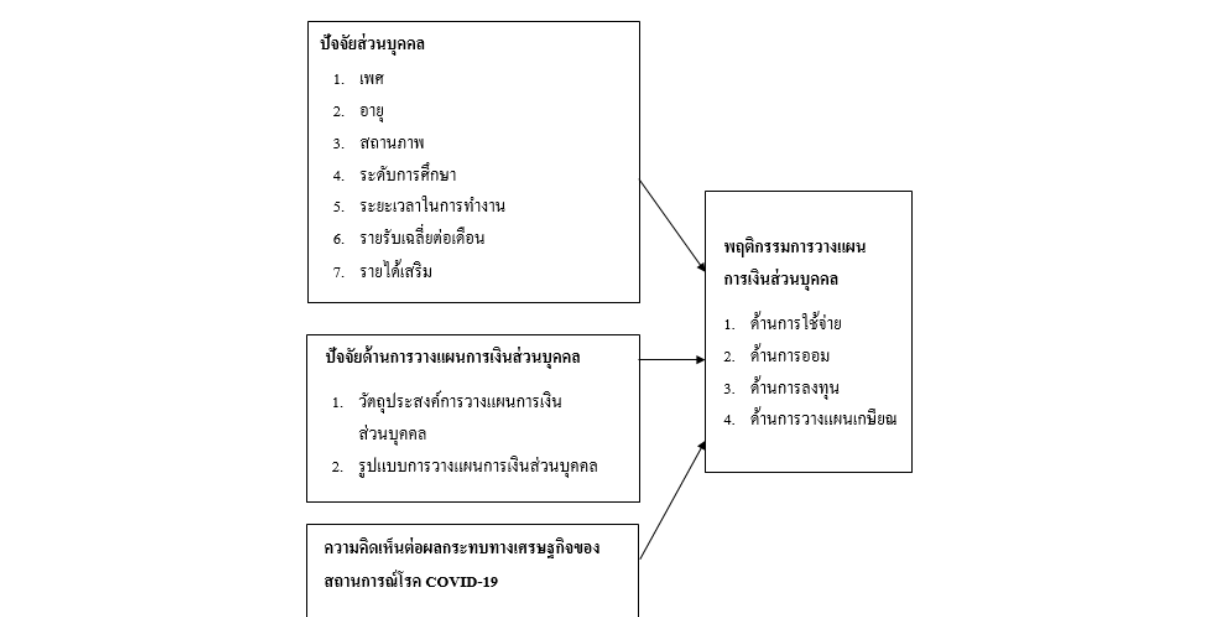 ปัจจัยส่วนบุคคล
1. เพศ
2. อายุ
3. สถานภาพ
4. ระดับการศึกษา
5. ระยะเวลาในการทำงาน
6. รายรับเฉลี่ยต่อเดือน
7. รายได้เสริม
ปัจจัยด้านการวางแผนการเงินส่วนบุคคล
1. วัตถุประสงค์การวางแผนการเงิน
ส่วนบุคคล
2. รูปแบบการวางแผนการเงินส่วนบุคคล
ความคิดเห็นต่อผลกระทบทางเศรษฐกิจของ
สถานการณ์โรค COVID-19
พฤติกรรมการวางแผน
การเงินส่วนบุคคล
1. ด้านการใช้จ่าย
2. ด้านการออม
3. ด้านการลงทุน
4. ด้านการวางแผนเกษียณ